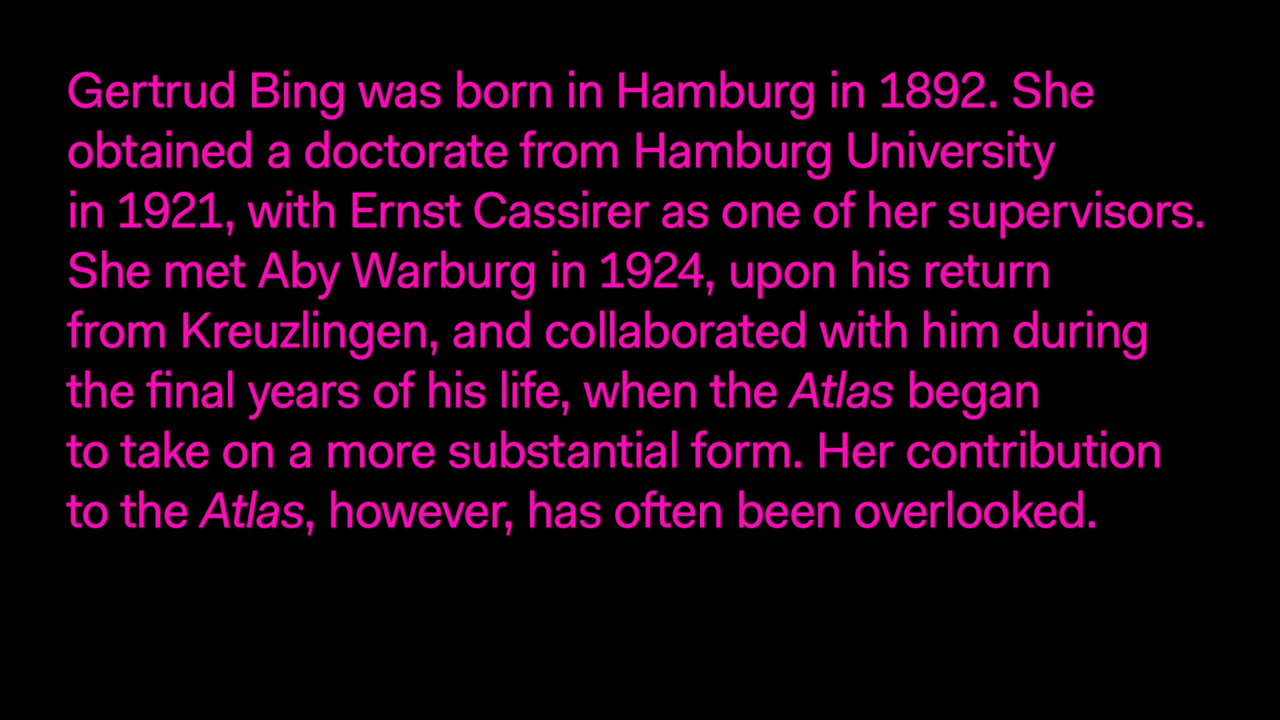 Gertrud Bing was born in Hamburg in 1892. She
obtained a doctorate from Hamburg University
in 1921, with Ernst Cassirer as one of her supervisors.
She met Aby Warburg in 1924, upon his return
from Kreuzlingen, and collaborated with him during
the final years of his life, when the Atlas began
to take on a more substantial form. Her contribution
to the Atlas, however, has often been overlooked.